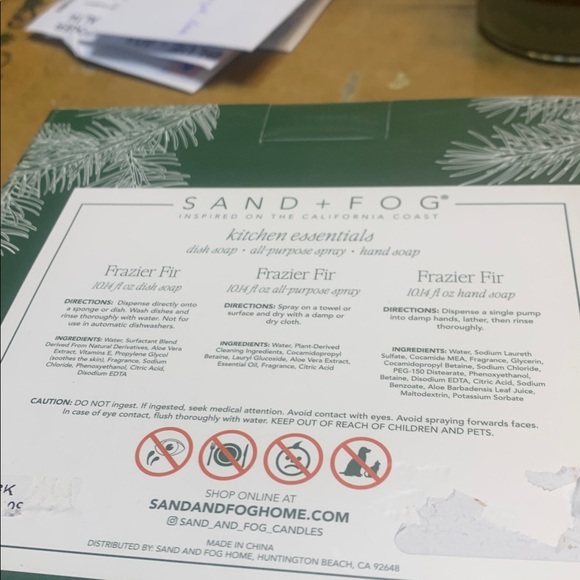 SAND + FOG®
INSPIRED ON THE CALIFORNIA COAST
kitchen essentials
dish soap • all-purpose spray • hand soap
Frazier Fir
10.14 fl oz dish soap
DIRECTIONS: Dispense directly onto
a sponge or dish. Wash dishes and
rinse thoroughly with water. Not for
use in automatic dishwashers.
INGREDIENTS: Water, Surfactant Blend
Derived From Natural Derivatives, Aloe Vera
Extract, Vitamins E, Propylene Glycol
(soothes the skin), Fragrance, Sodium
Chloride, Phenoxyethanol, Citric Acid,
Disodium EDTA
Frazier Fir
10.14 fl oz all-purpose spray
DIRECTIONS: Spray on a towel or
surface and dry with a damp or
dry cloth.
INGREDIENTS: Water, Plant-Derived
Cleaning Ingredients, Cocamidopropyl
Betaine, Lauryl Glucoside, Aloe Vera Extract,
Essential Oil, Fragrance, Citric Acid
Frazier Fir
10.14 fl oz hand soap
DIRECTIONS: Dispense a single pump
into damp hands, lather, then rinse
thoroughly.
INGREDIENTS: Water, Sodium Laureth
Sulfate, Cocamide MEA, Fragrance, Glycerin,
Cocamidopropyl Betaine, Sodium Chloride,
PEG-150 Distearate, Phenoxyethanol,
Betaine, Disodium EDTA, Citric Acid, Sodium
Benzoate, Aloe Barbadensis Leaf Juice,
Maltodextrin, Potassium Sorbate
CAUTION: DO NOT ingest. If ingested, seek medical attention. Avoid contact with eyes. Avoid spraying forwards faces.
In case of eye contact, flush thoroughly with water. KEEP OUT OF REACH OF CHILDREN AND PETS.
SHOP ONLINE AT
SANDANDFOGHOME.COM
SAND_AND_FOG_CANDLES
MADE IN CHINA
DISTRIBUTED BY: SAND AND FOG HOME, HUNTINGTON BEACH, CA 92648